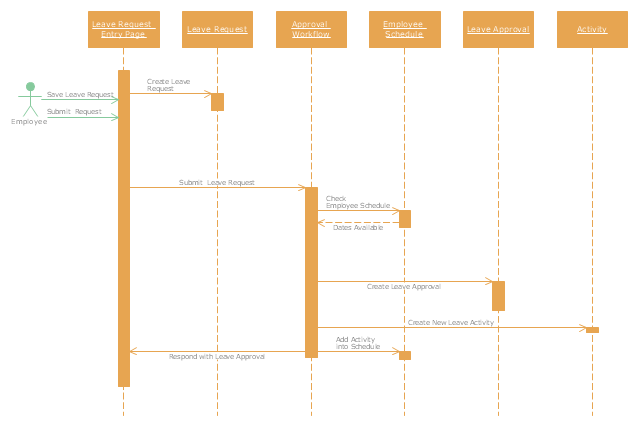 Leave Request
Entry Page
Leave Request
Approval
Workflow
Employee
Schedule
Leave Approval
Activity
Create Leave
Request
Save Leave Request
Submit Request
Employee
Submit Leave Request
Check
Employee Schedule
Dates Available
Create Leave Approval
Create New Leave Activity
Add Activity
into Schedule
Respond with Leave Approval